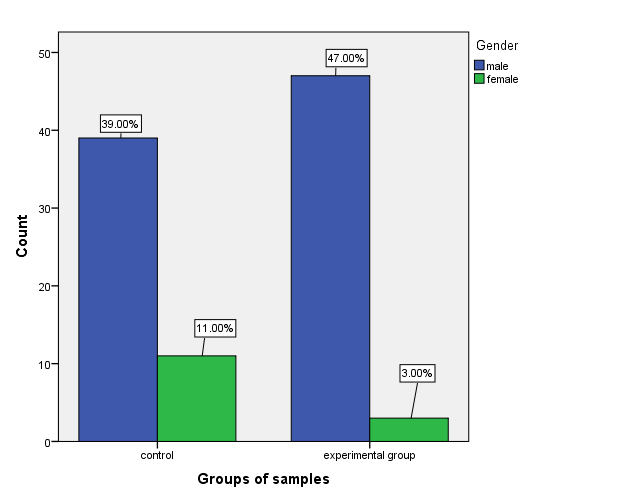 50
40
30
20
10
0
Count
39.00%
11.00%
47.00%
3.00%
control
experimental group
Groups of samples
Gender
male
female